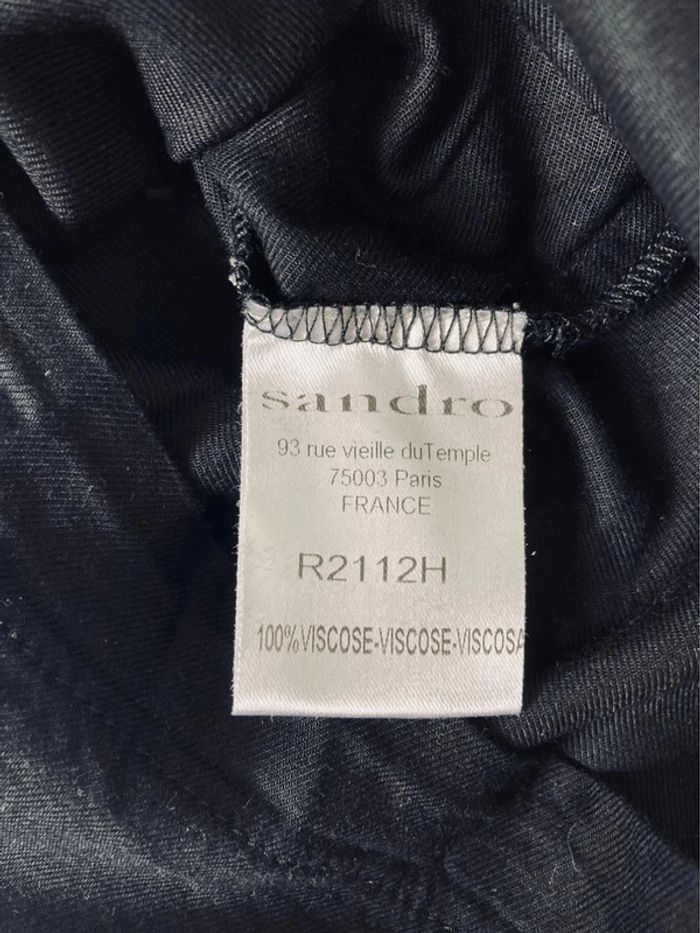 sandro
93 rue vieille duTemple
75003 Paris
FRANCE
R2112H
100%VISCOSE-VISCOSE-VISCOSA